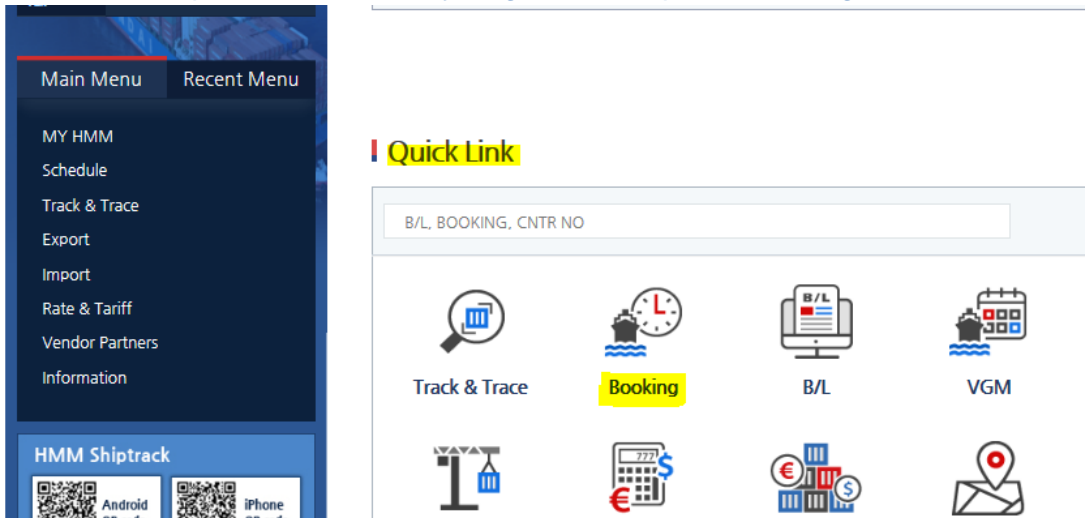 Main Menu
Recent Menu
MY HMM
Schedule
Track & Trace
Export
Import
Rate & Tariff
Vendor Partners
Information
HMM Shiptrack
Android
iPhone
Quick Link
B/L, BOOKING, CNTR NO
B/L
Track & Trace
Booking
B/L
VGM
777